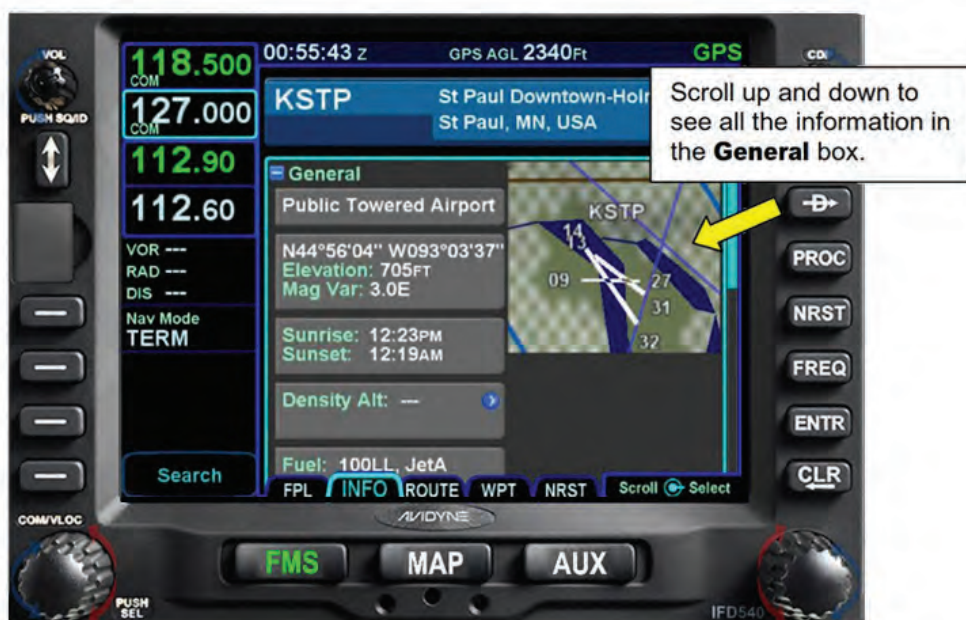 VOL
PUSH SQ/ID
118.500
COM
127.000
COM
112.90
112.60
VOR ---
RAD ---
DIS ---
Nav Mode
TERM
Search
00:55:43 Z GPS AGL 2340Ft GPS
KSTP St Paul Downtown-Holm
St Paul, MN, USA
General
Public Towered Airport
N44°56'04" W093°03'37"
Elevation: 705FT
Mag Var: 3.0E
Sunrise: 12:23PM
Sunset: 12:19AM
Density Alt: ---
Fuel: 100LL, JetA
KSTP
14
13
09
27
31
32
FPL INFO ROUTE WPT NRST Scroll Select
CDI
Scroll up and down to
see all the information in
the General box.
D
PROC
NRST
FREQ
ENTR
CLR
COM/VLOC
AVIDYNE
FMS MAP AUX
PUSH
SEL
IFD540